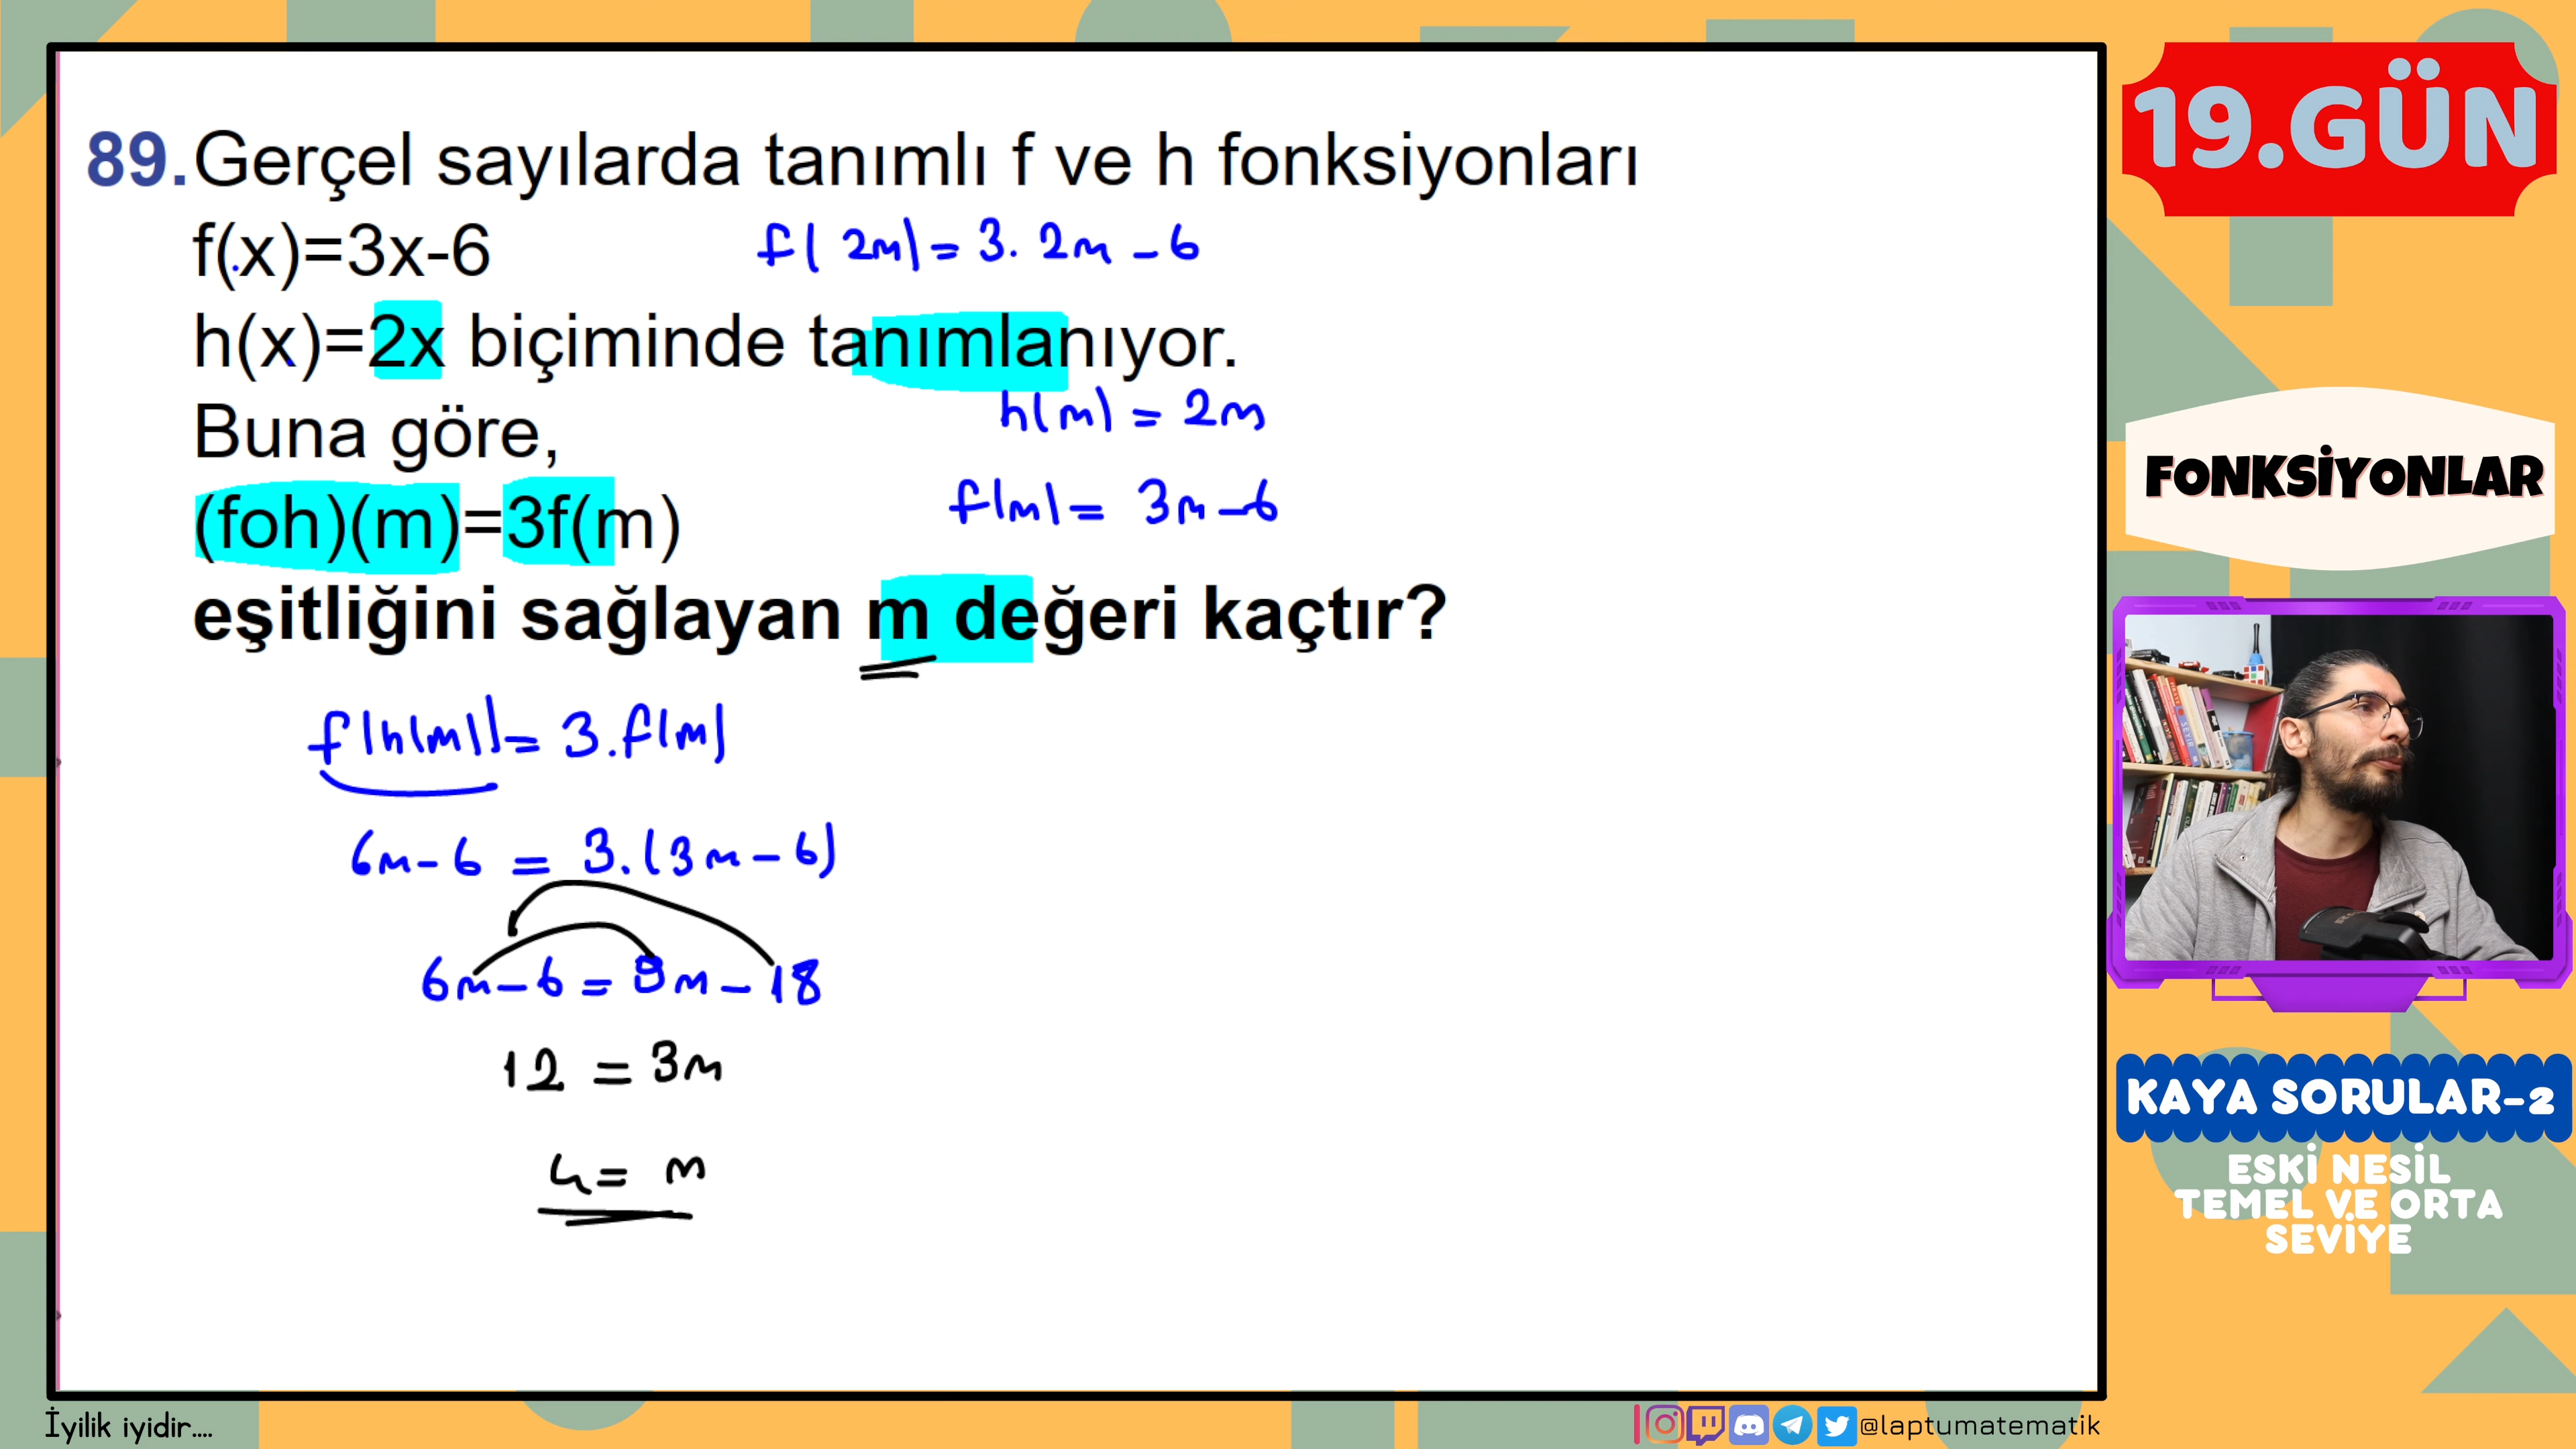 89. Gerçel sayılarda tanımlı f ve h fonksiyonları
f(x)=3x-6
f(2m)=3.2m-6
h(x)=2x biçiminde tanımlanıyor.
h(m)=2m
Buna göre,
f(m)=3m-6
(foh)(m)=3f(m)
eşitliğini sağlayan m değeri kaçtır?
f(h(m))=3.f(m)
6m-6=3.(3m-6)
6m-6=9m-18
12=3m
4=m
19.GÜN
FONKSİYONLAR
KAYA SORULAR-2
ESKİ NESİL
TEMEL VE ORTA
SEVİYE
İyilik iyidir....
@laptumatematik